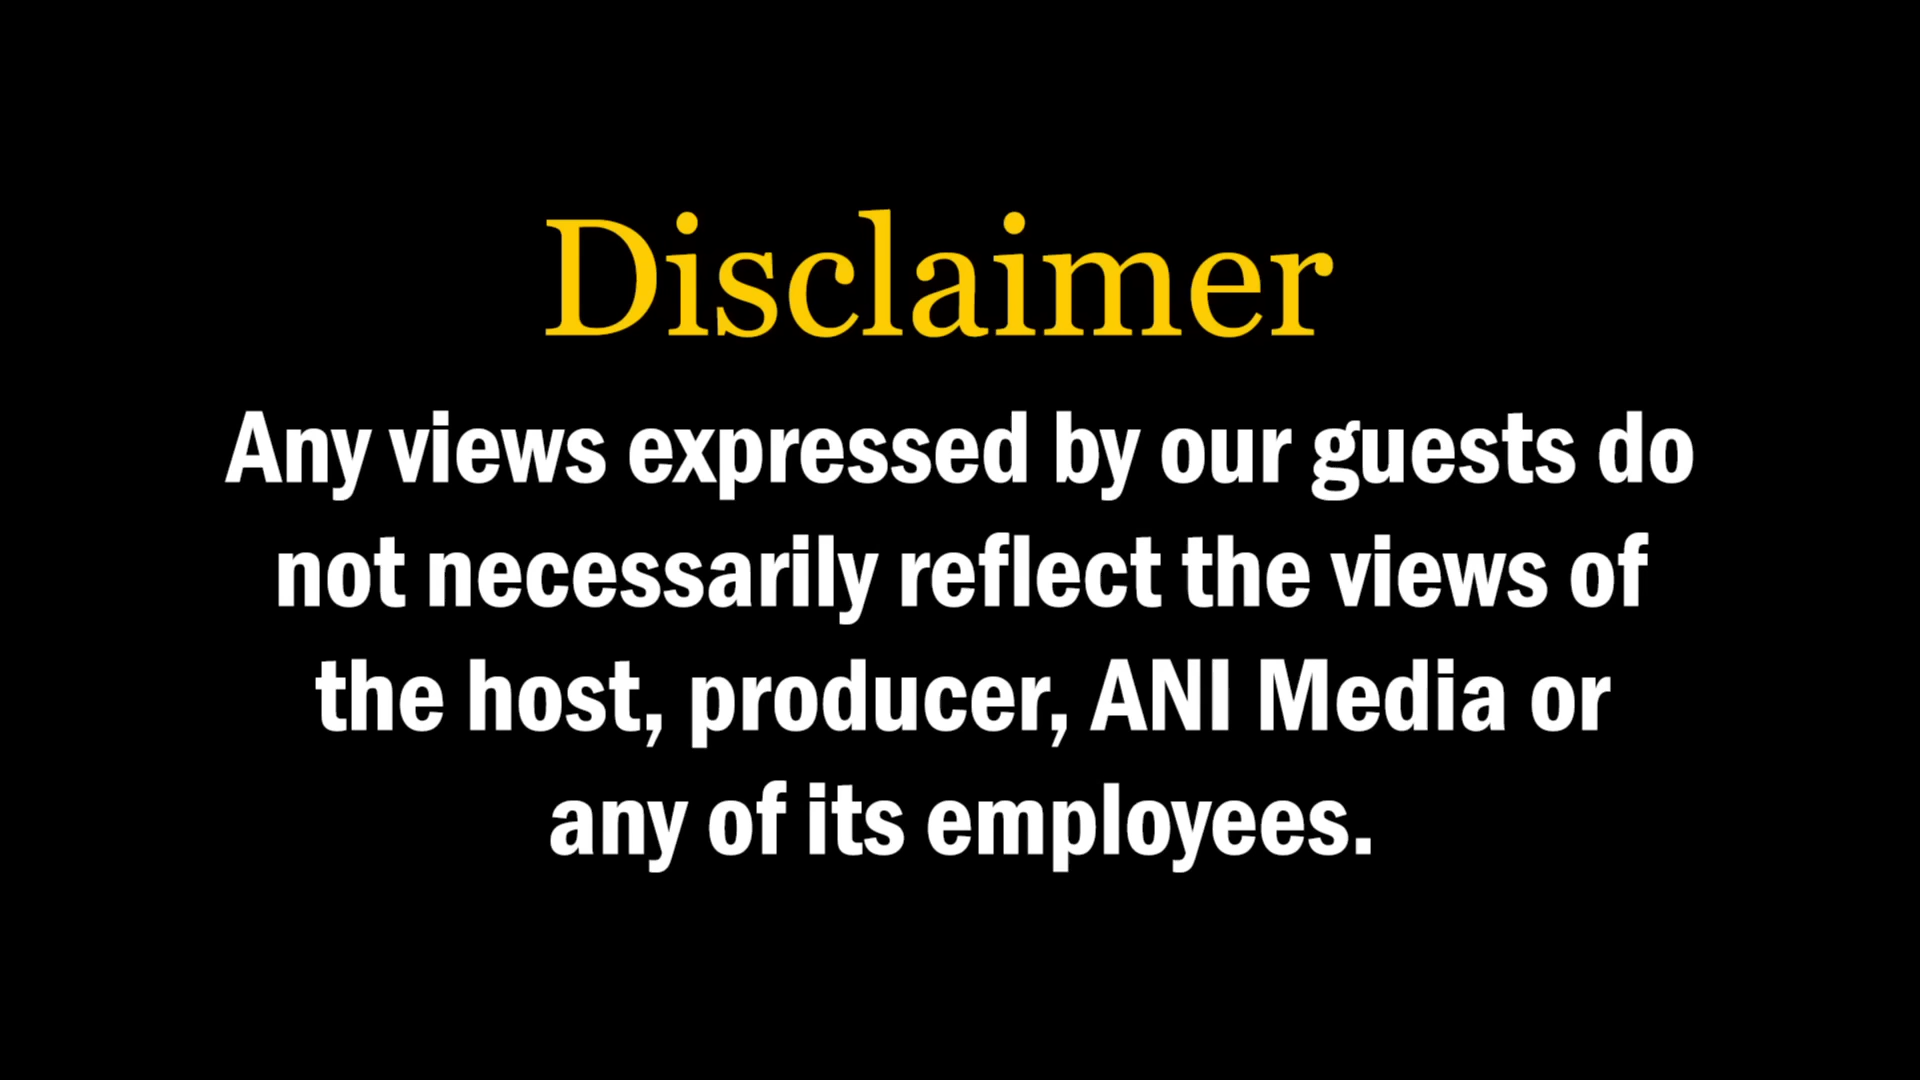 Disclaimer
Any views expressed by our guests do
not necessarily reflect the views of
the host, producer, ANI Media or
any of its employees.